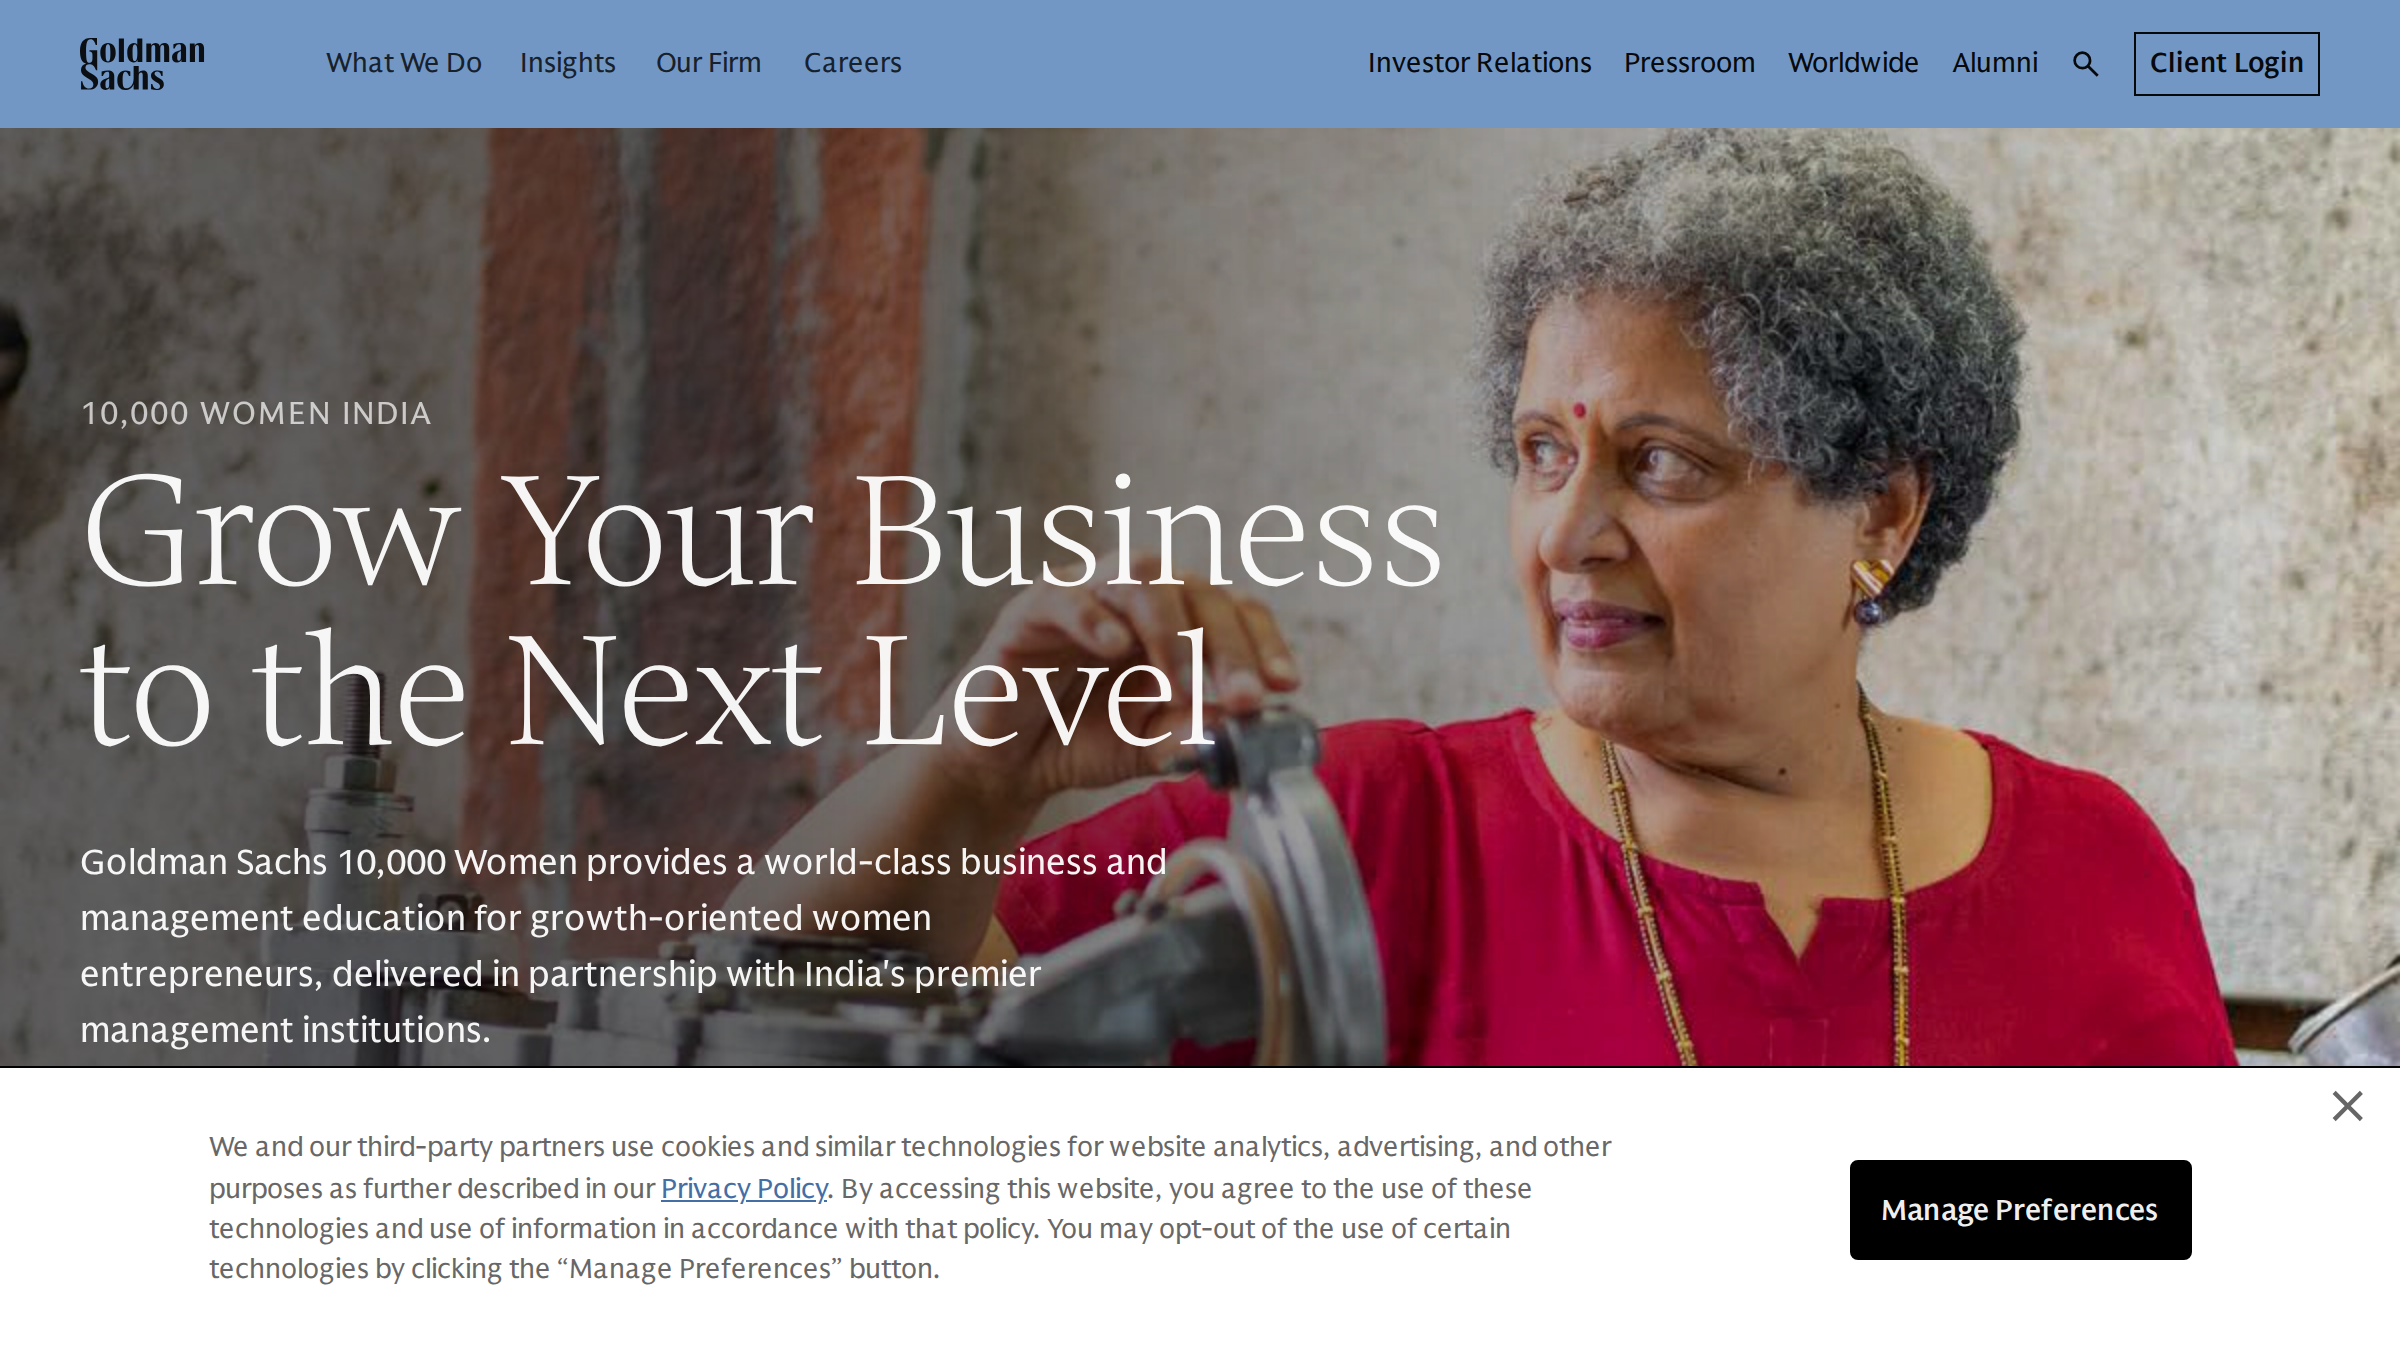 Goldman
Sachs
What We Do
Insights
Our Firm
Careers
Investor Relations
Pressroom
Worldwide
Alumni
Client Login
10,000 WOMEN INDIA
Grow Your Business
to the Next Level
Goldman Sachs 10,000 Women provides a world-class business and
management education for growth-oriented women
entrepreneurs, delivered in partnership with India's premier
management institutions.
We and our third-party partners use cookies and similar technologies for website analytics, advertising, and other
purposes as further described in our Privacy Policy. By accessing this website, you agree to the use of these
technologies and use of information in accordance with that policy. You may opt-out of the use of certain
technologies by clicking the “Manage Preferences” button.
Manage Preferences